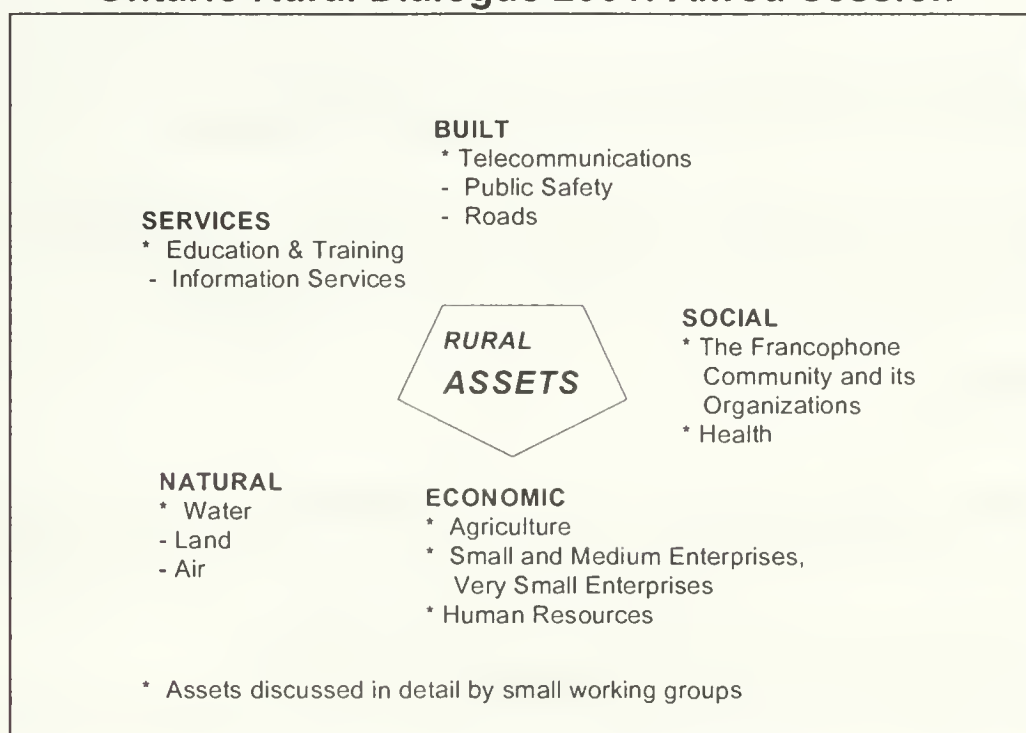 BUILT
* Telecommunications
- Public Safety
- Roads
SERVICES
* Education & Training
- Information Services
RURAL
ASSETS
SOCIAL
* The Francophone
Community and its
Organizations
* Health
NATURAL
* Water
- Land
- Air
ECONOMIC
* Agriculture
* Small and Medium Enterprises,
Very Small Enterprises
* Human Resources
* Assets discussed in detail by small working groups